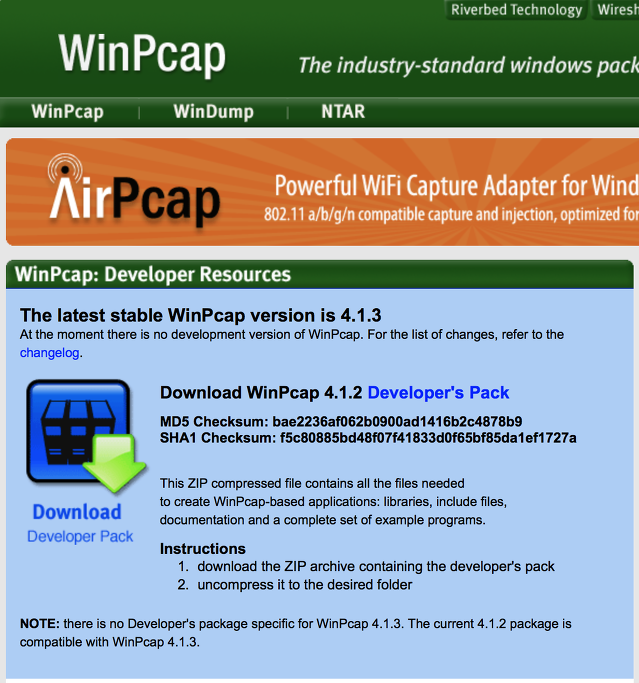 Riverbed Technology
WinPcap
The industry-standard windows
WinPcap | WinDump | NTAR
AirPcap
Powerful WiFi Capture Adapter for
802.11 a/b/g/n compatible capture and injection, optimized for
WinPcap: Developer Resources
The latest stable WinPcap version is 4.1.3
At the moment there is no development version of WinPcap. For the list of changes, refer to the
changelog.
Download WinPcap 4.1.2 Developer's Pack
MD5 Checksum: bae2236af062b0900ad1416b2c4878b9
SHA1 Checksum: f5c80885bd48f07f41833d0f65bf85da1ef1727a
Download
Developer Pack
This ZIP compressed file contains all the files needed
to create WinPcap-based applications: libraries, include files,
documentation and a complete set of example programs.
Instructions
1. download the ZIP archive containing the developer's pack
2. uncompress it to the desired folder
NOTE: there is no Developer's package specific for WinPcap 4.1.3. The current 4.1.2 package is
compatible with WinPcap 4.1.3.